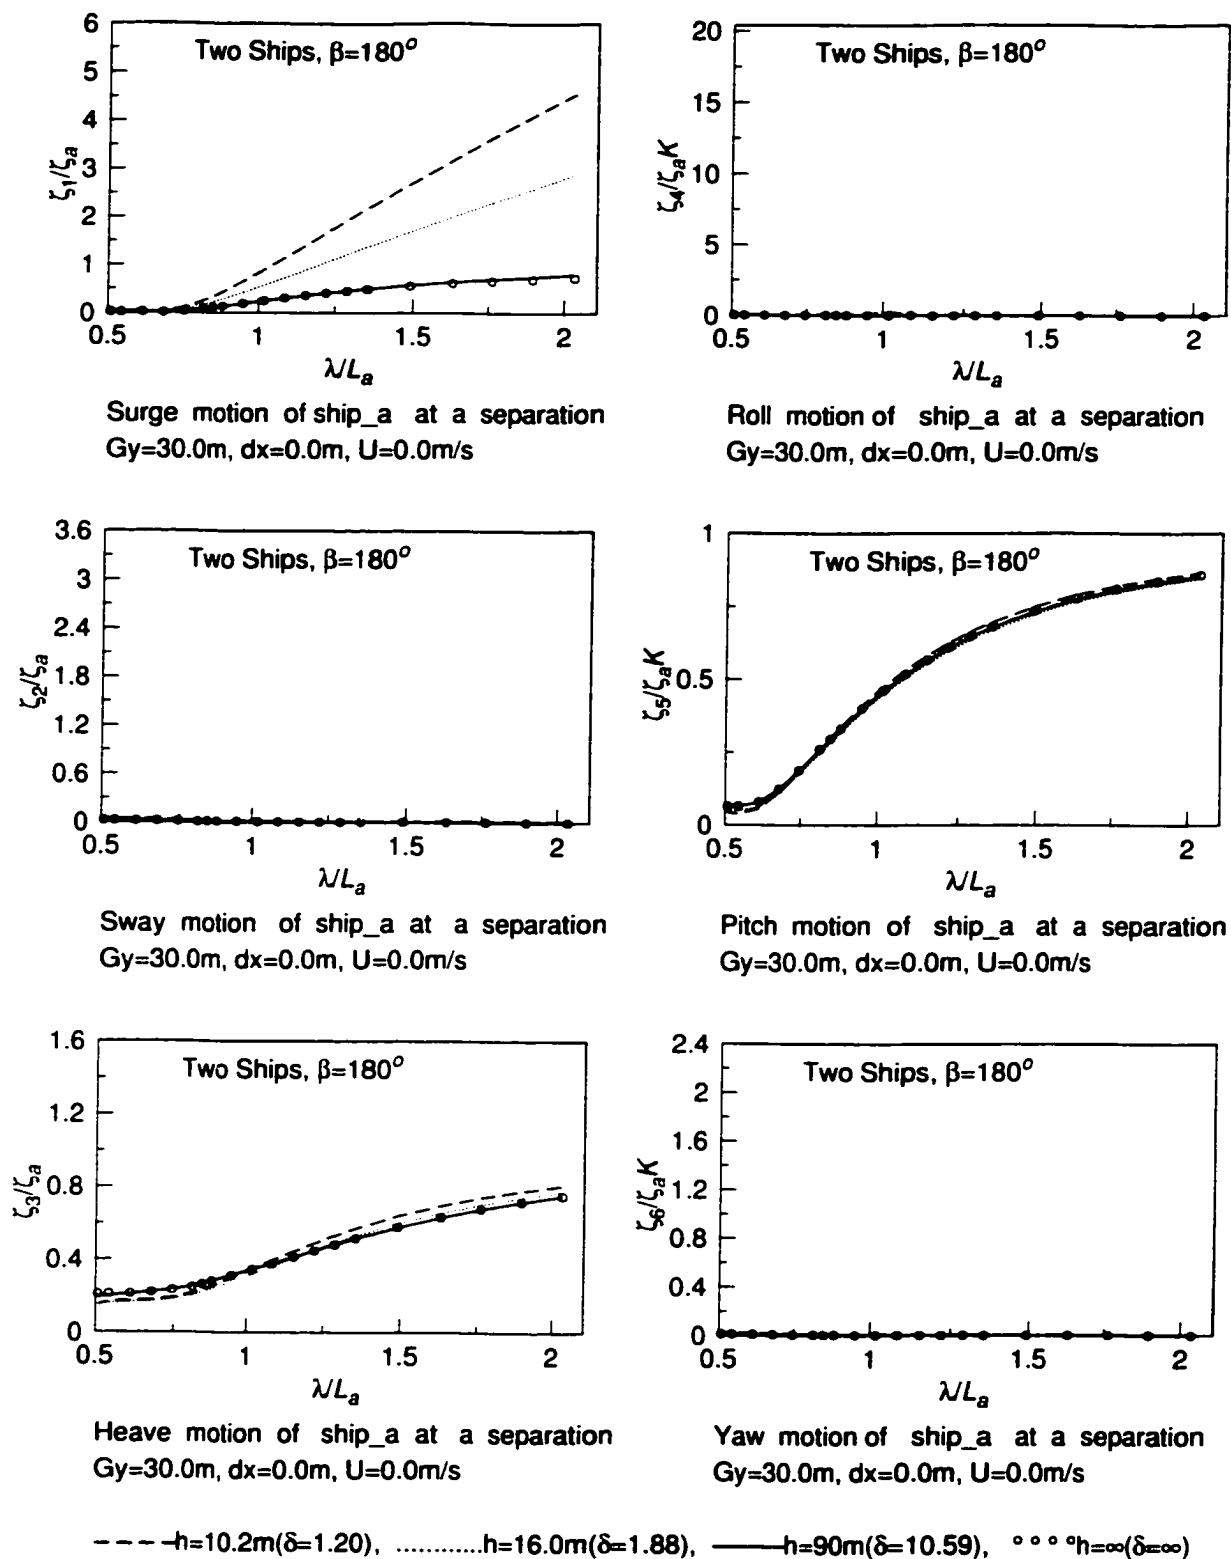 6
5
4
3
2
1
0
0.5
1
1.5
2
ζ1/ζa
Two Ships, β=180°
λ/La
Surge motion of ship_a at a separation
Gy=30.0m, dx=0.0m, U=0.0m/s
20
15
10
5
0
0.5
1
1.5
2
ζ4/ζaK
Two Ships, β=180°
λ/La
Roll motion of ship_a at a separation
Gy=30.0m, dx=0.0m, U=0.0m/s
3.6
3
2.4
1.8
1.2
0.6
0
0.5
1
1.5
2
ζ2/ζa
Two Ships, β=180°
λ/La
Sway motion of ship_a at a separation
Gy=30.0m, dx=0.0m, U=0.0m/s
1
0.5
0
0.5
1
1.5
2
ζ5/ζaK
Two Ships, β=180°
λ/La
Pitch motion of ship_a at a separation
Gy=30.0m, dx=0.0m, U=0.0m/s
1.6
1.2
0.8
0.4
0
0.5
1
1.5
2
ζ3/ζa
Two Ships, β=180°
λ/La
Heave motion of ship_a at a separation
Gy=30.0m, dx=0.0m, U=0.0m/s
2.4
2
1.6
1.2
0.8
0.4
0
0.5
1
1.5
2
ζ6/ζaK
Two Ships, β=180°
λ/La
Yaw motion of ship_a at a separation
Gy=30.0m, dx=0.0m, U=0.0m/s
h=10.2m(δ=1.20), h=16.0m(δ=1.88), h=90m(δ=10.59), h=∞(δ=∞)